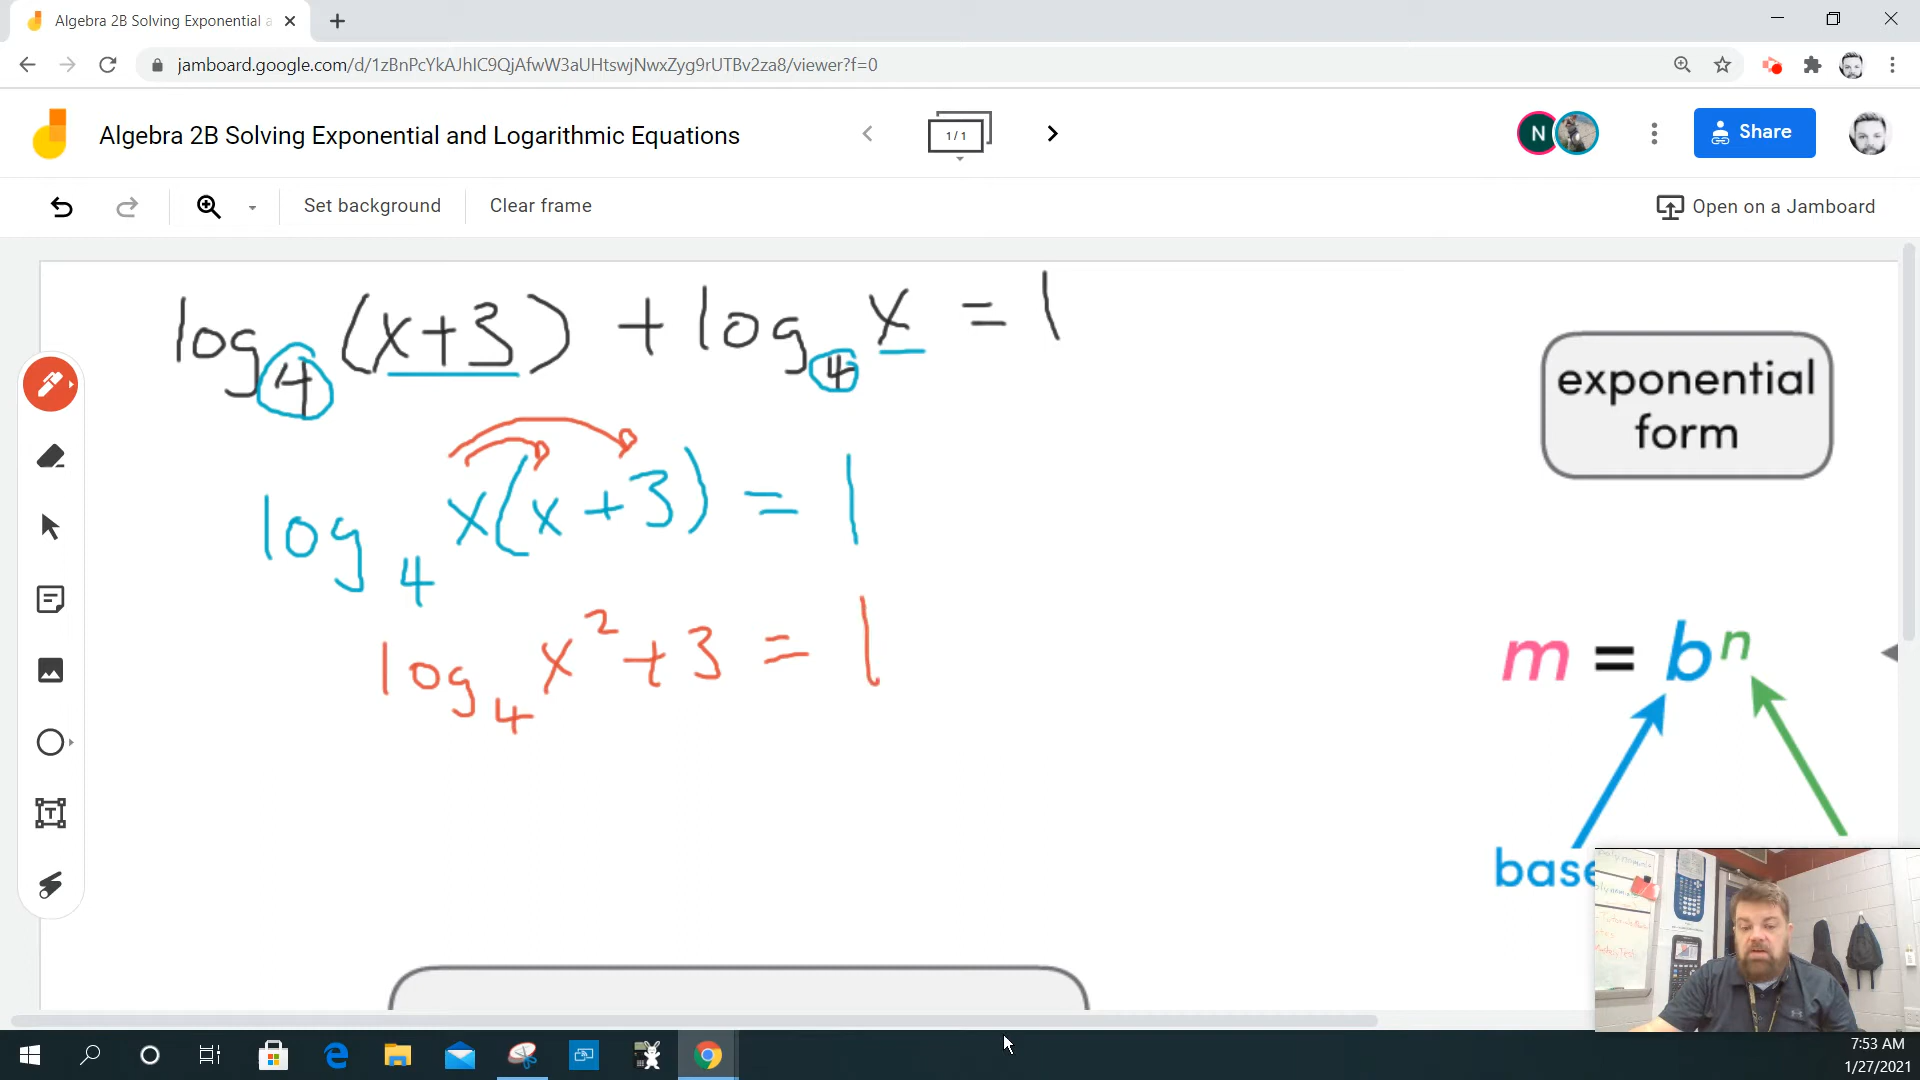 Algebra 2B Solving Exponential a
jamboard.google.com/d/1zBnPcYkAJhIC9QjAfwW3aUHtswjNwxZyg9rUTBv2za8/viewer?f=0
Algebra 2B Solving Exponential and Logarithmic Equations
1 / 1
N
Share
Set background
Clear frame
Open on a Jamboard
log₄(x+3) + log₄ x = 1
log₄ x(x+3) = 1
log₄ x²+3 = 1
exponential
form
m = bⁿ
base
7:53 AM
1/27/2021